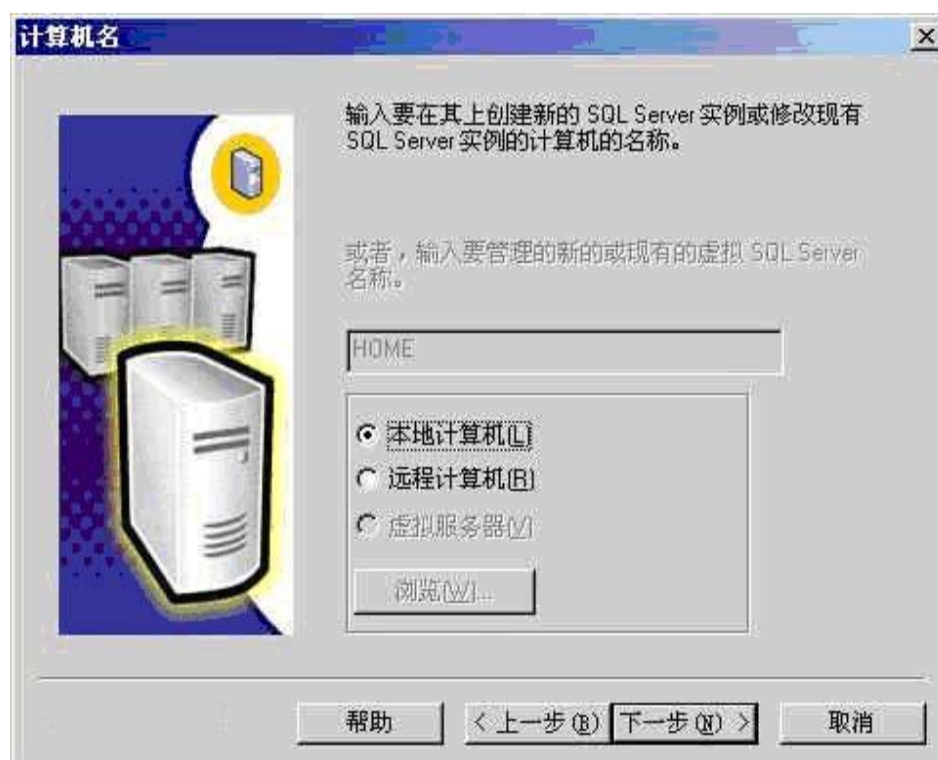 计算机名
输入要在其上创建新的 SQL Server 实例或修改现有
SQL Server 实例的计算机的名称。
或者，输入要管理的新的或现有的虚拟 SQL Server
名称。
HOME
本地计算机(L)
远程计算机(R)
虚拟服务器(V)
浏览(W)...
帮助
< 上一步(B)
下一步(N) >
取消